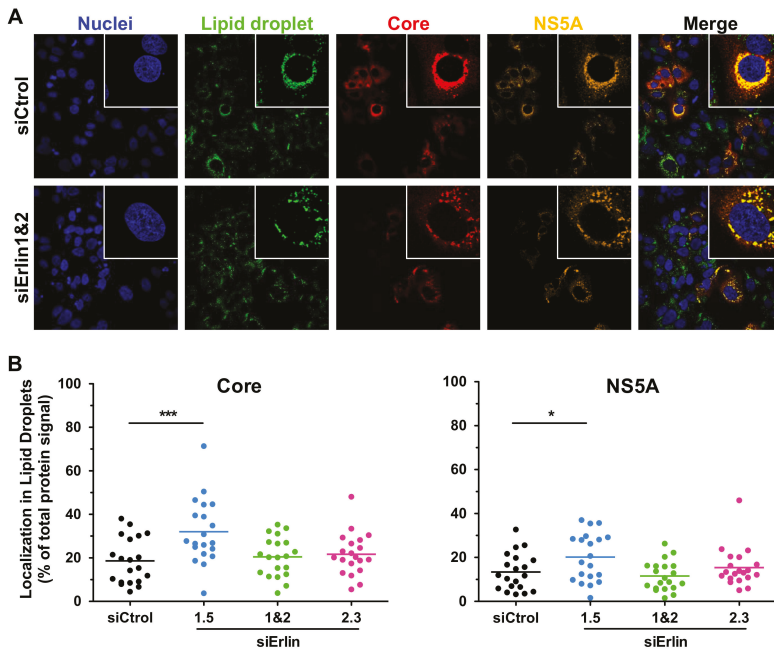 A
Nuclei Lipid droplet Core NS5A Merge
siCtrol
siErlin1&2
B
Core NS5A
Localization in Lipid Droplets
(% of total protein signal)
100 100
80 80
60 60
40 40
20 20
0 0
*** *
siCtrol 1.5 1&2 2.3 siCtrol 1.5 1&2 2.3
siErlin siErlin